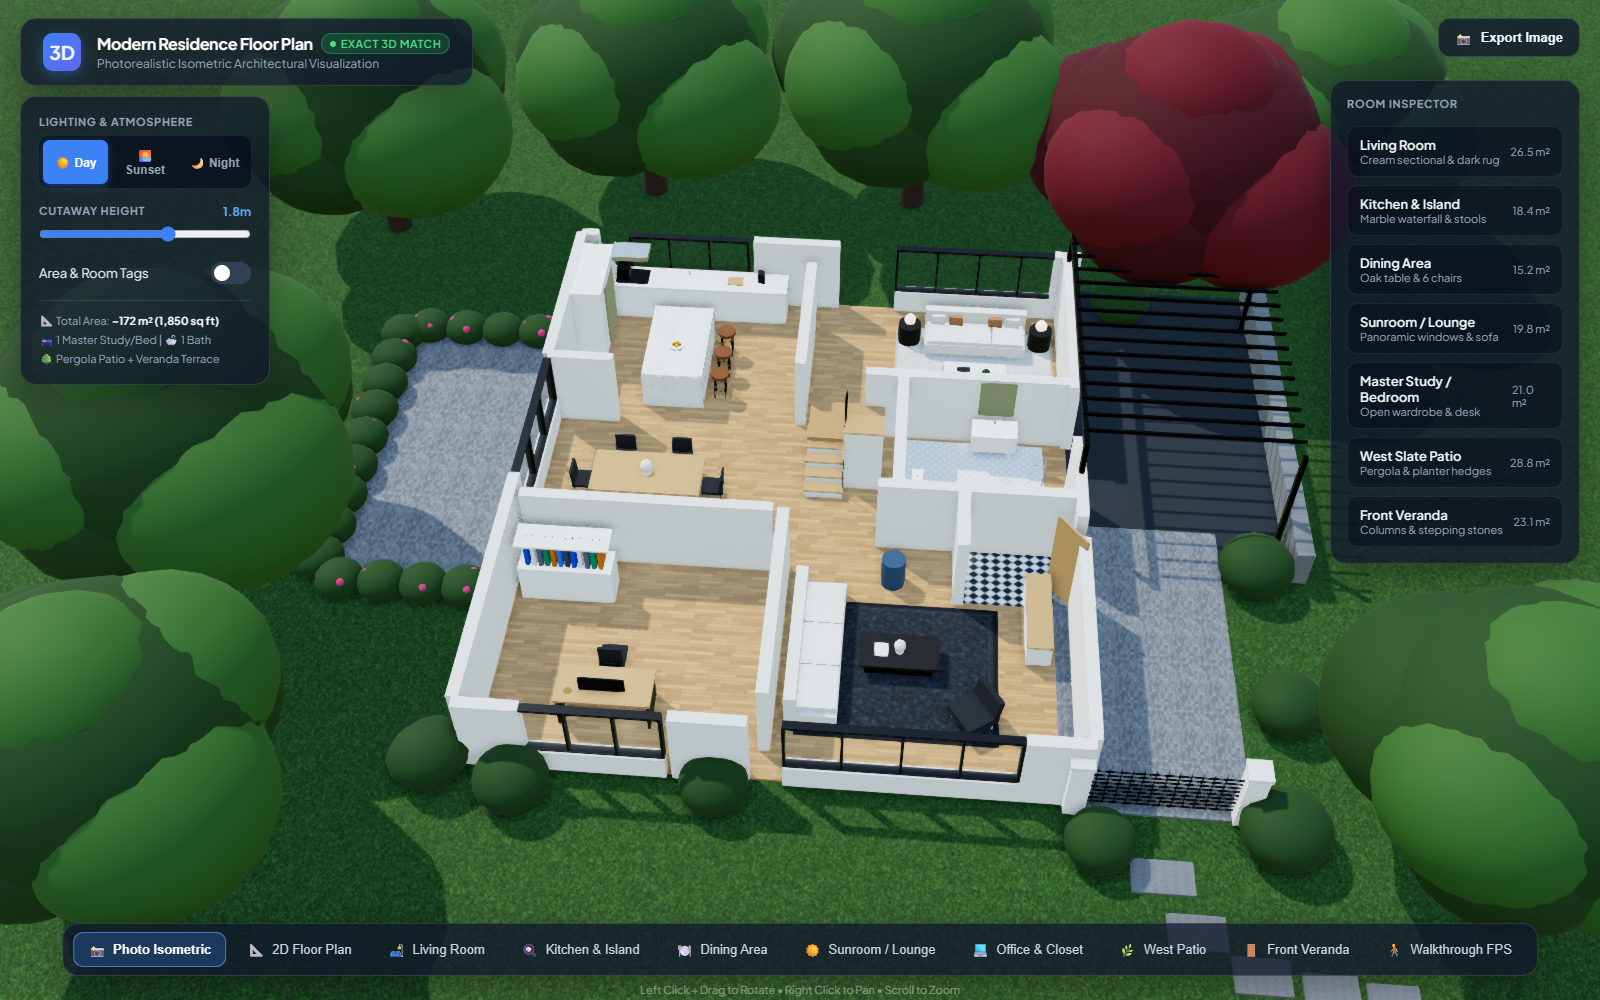 3D
Modern Residence Floor Plan
EXACT 3D MATCH
Photorealistic Isometric Architectural Visualization
LIGHTING & ATMOSPHERE
Day
Sunset
Night
CUTAWAY HEIGHT
1.8m
Area & Room Tags
Total Area: ~172 m² (1,850 sq ft)
1 Master Study/Bed | 1 Bath
Pergola Patio + Veranda Terrace
Export Image
ROOM INSPECTOR
Living Room
Cream sectional & dark rug
26.5 m²
Kitchen & Island
Marble waterfall & stools
18.4 m²
Dining Area
Oak table & 6 chairs
15.2 m²
Sunroom / Lounge
Panoramic windows & sofa
19.8 m²
Master Study /
Bedroom
Open wardrobe & desk
21.0
m²
West Slate Patio
Pergola & planter hedges
28.8 m²
Front Veranda
Columns & stepping stones
23.1 m²
Photo Isometric
2D Floor Plan
Living Room
Kitchen & Island
Dining Area
Sunroom / Lounge
Office & Closet
West Patio
Front Veranda
Walkthrough FPS
Left Click + Drag to Rotate • Right Click to Pan • Scroll to Zoom